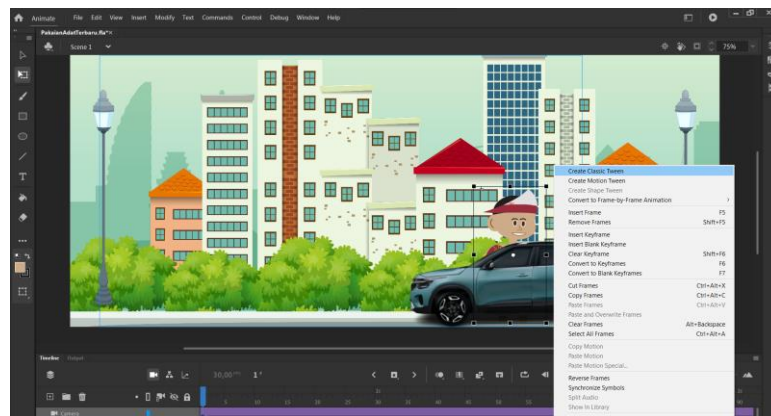 Animate File Edit View Insert Modify Text Commands Control Debug Window Help
PakaianAdatTerbaru.fla*
Scene 1 75%
Create Classic Tween
Create Motion Tween
Create Shape Tween
Convert to Frame-by-Frame Animation
Insert Frame F5
Remove Frames Shift+F5
Insert Keyframe
Insert Blank Keyframe
Clear Keyframe Shift+F6
Convert to Keyframes F6
Convert to Blank Keyframes F7
Cut Frames Ctrl+Alt+X
Copy Frames Ctrl+Alt+C
Paste Frames Ctrl+Alt+V
Paste and Overwrite Frames
Clear Frames Alt+Backspace
Select All Frames Ctrl+Alt+A
Copy Motion
Paste Motion
Paste Motion Special...
Reverse Frames
Synchronize Symbols
Split Audio
Show In Library
Timeline Output
30,00 1
Camera